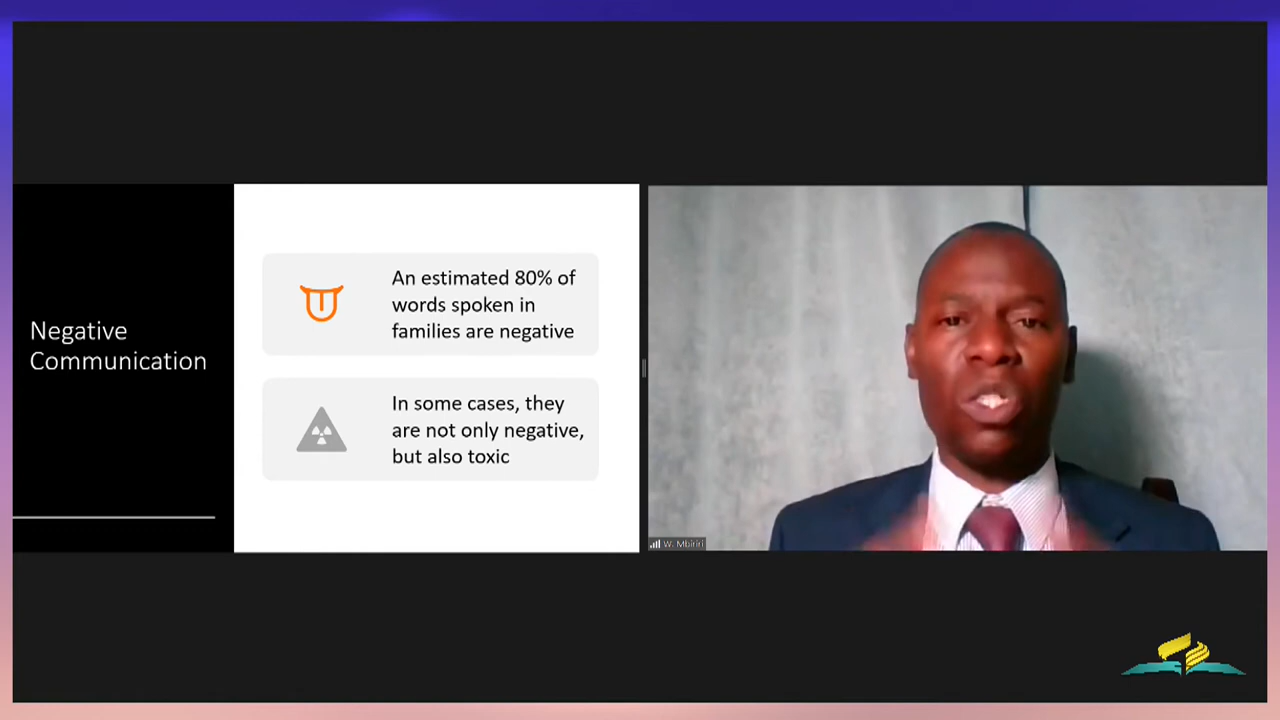 Negative
Communication
An estimated 80% of
words spoken in
families are negative
In some cases, they
are not only negative,
but also toxic
W. Mbiriri